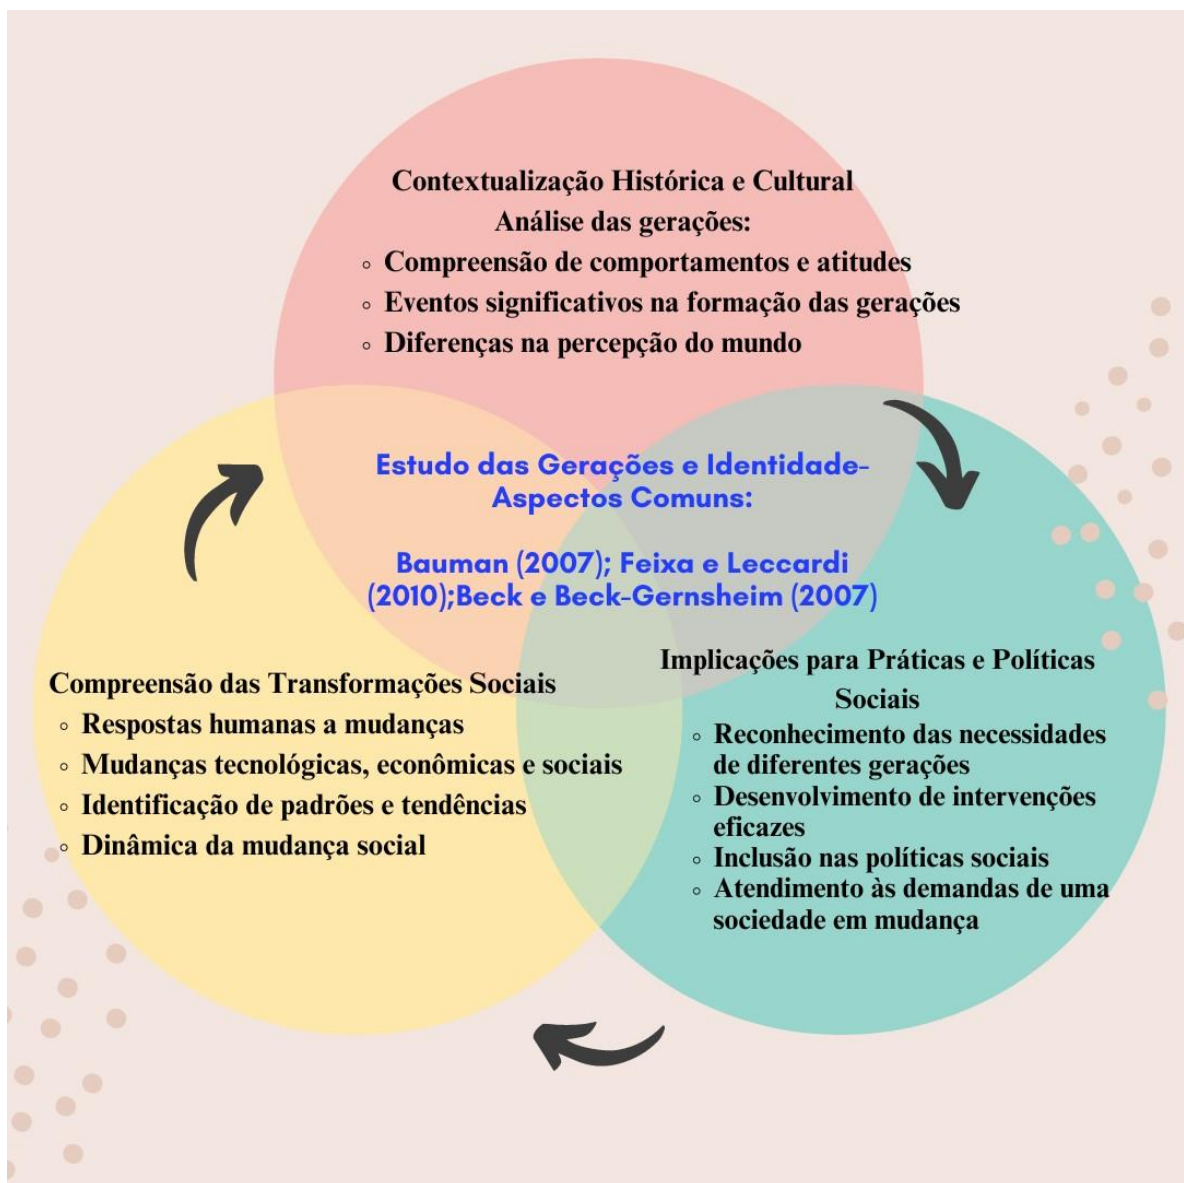 Contextualização Histórica e Cultural
Análise das gerações:
Compreensão de comportamentos e atitudes
Eventos significativos na formação das gerações
Diferenças na percepção do mundo
Estudo das Gerações e Identidade-
Aspectos Comuns:
Bauman (2007); Feixa e Leccardi
(2010);Beck e Beck-Gernsheim (2007)
Compreensão das Transformações Sociais
Respostas humanas a mudanças
Mudanças tecnológicas, econômicas e sociais
Identificação de padrões e tendências
Dinâmica da mudança social
Implicações para Práticas e Políticas
Sociais
Reconhecimento das necessidades
de diferentes gerações
Desenvolvimento de intervenções
eficazes
Inclusão nas políticas sociais
Atendimento às demandas de uma
sociedade em mudança